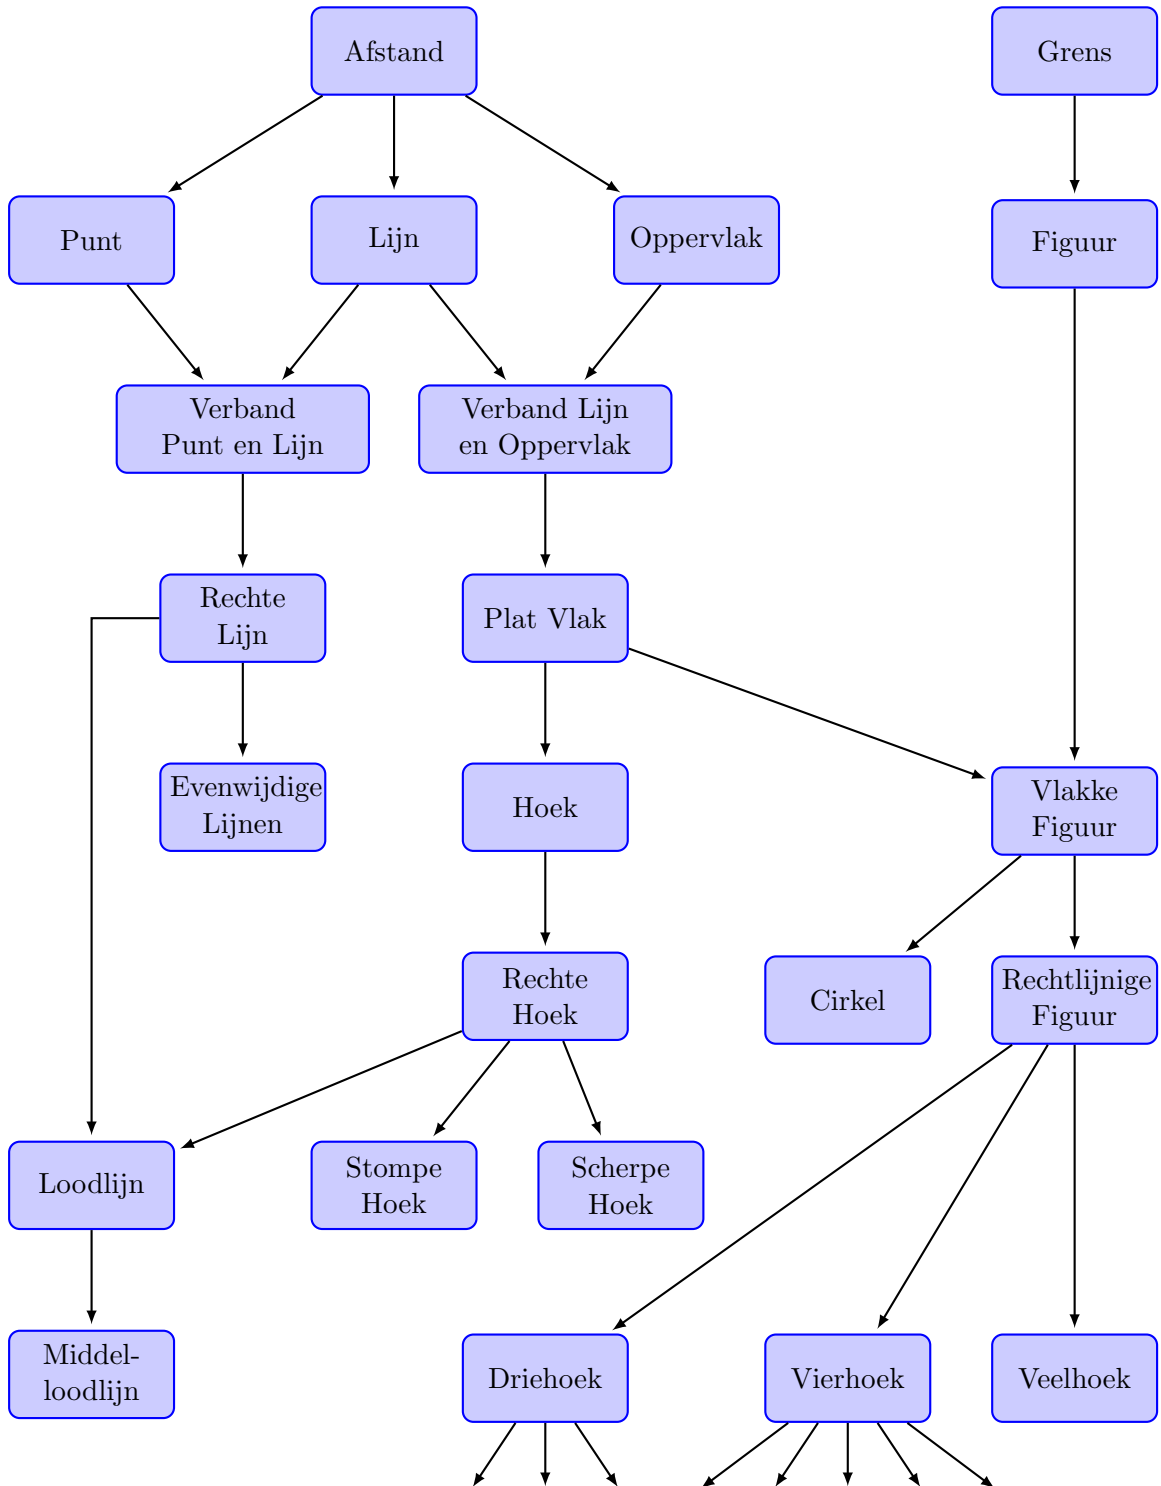 Afstand
Grens
Punt
Lijn
Oppervlak
Figuur
Verband
Punt en Lijn
Verband Lijn
en Oppervlak
Rechte
Lijn
Plat Vlak
Evenwijdige
Lijnen
Hoek
Vlakke
Figuur
Rechte
Hoek
Cirkel
Rechtlijnige
Figuur
Loodlijn
Stompe
Hoek
Scherpe
Hoek
Middel-
loodlijn
Driehoek
Vierhoek
Veelhoek